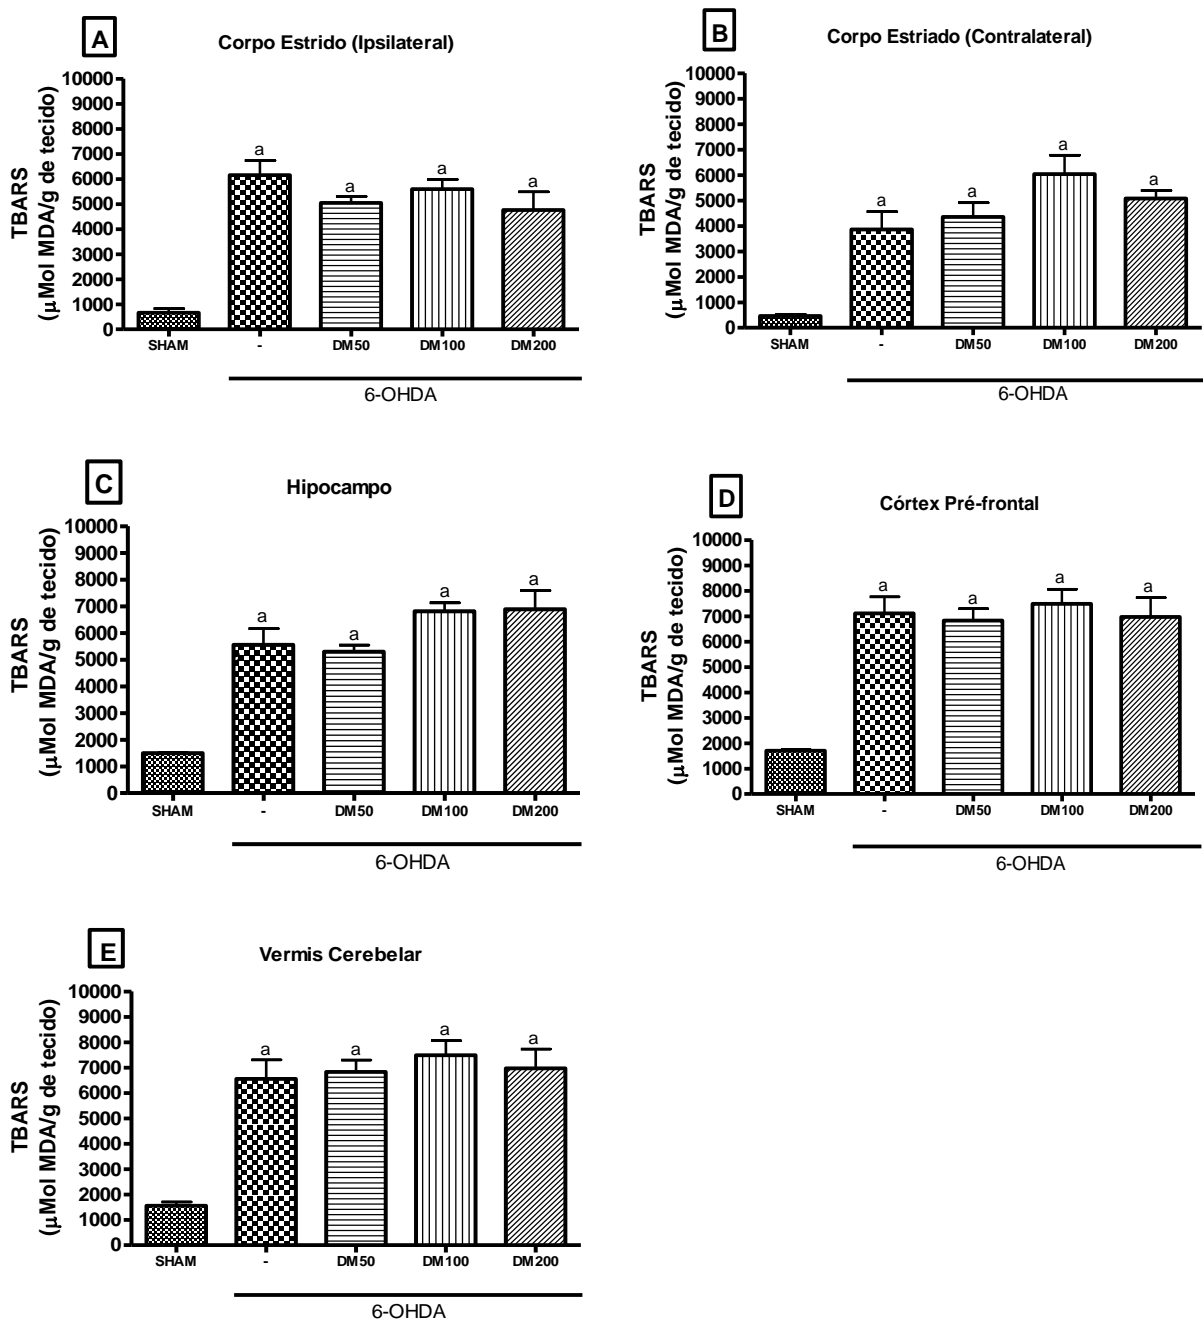 A
Corpo Estrido (Ipsilateral)
TBARS
(μMol MDA/g de tecido)
10000
9000
8000
7000
6000
5000
4000
3000
2000
1000
0
a
a
a
a
SHAM - DM50 DM100 DM200
6-OHDA
B
Corpo Estriado (Contralateral)
TBARS
(μMol MDA/g de tecido)
10000
9000
8000
7000
6000
5000
4000
3000
2000
1000
0
a
a
a
a
SHAM - DM50 DM100 DM200
6-OHDA
C
Hipocampo
TBARS
(μMol MDA/g de tecido)
10000
9000
8000
7000
6000
5000
4000
3000
2000
1000
0
a
a
a
a
SHAM - DM50 DM100 DM200
6-OHDA
D
Córtex Pré-frontal
TBARS
(μMol MDA/g de tecido)
10000
9000
8000
7000
6000
5000
4000
3000
2000
1000
0
a
a
a
a
SHAM - DM50 DM100 DM200
6-OHDA
E
Vermis Cerebelar
TBARS
(μMol MDA/g de tecido)
10000
9000
8000
7000
6000
5000
4000
3000
2000
1000
0
a
a
a
a
SHAM - DM50 DM100 DM200
6-OHDA